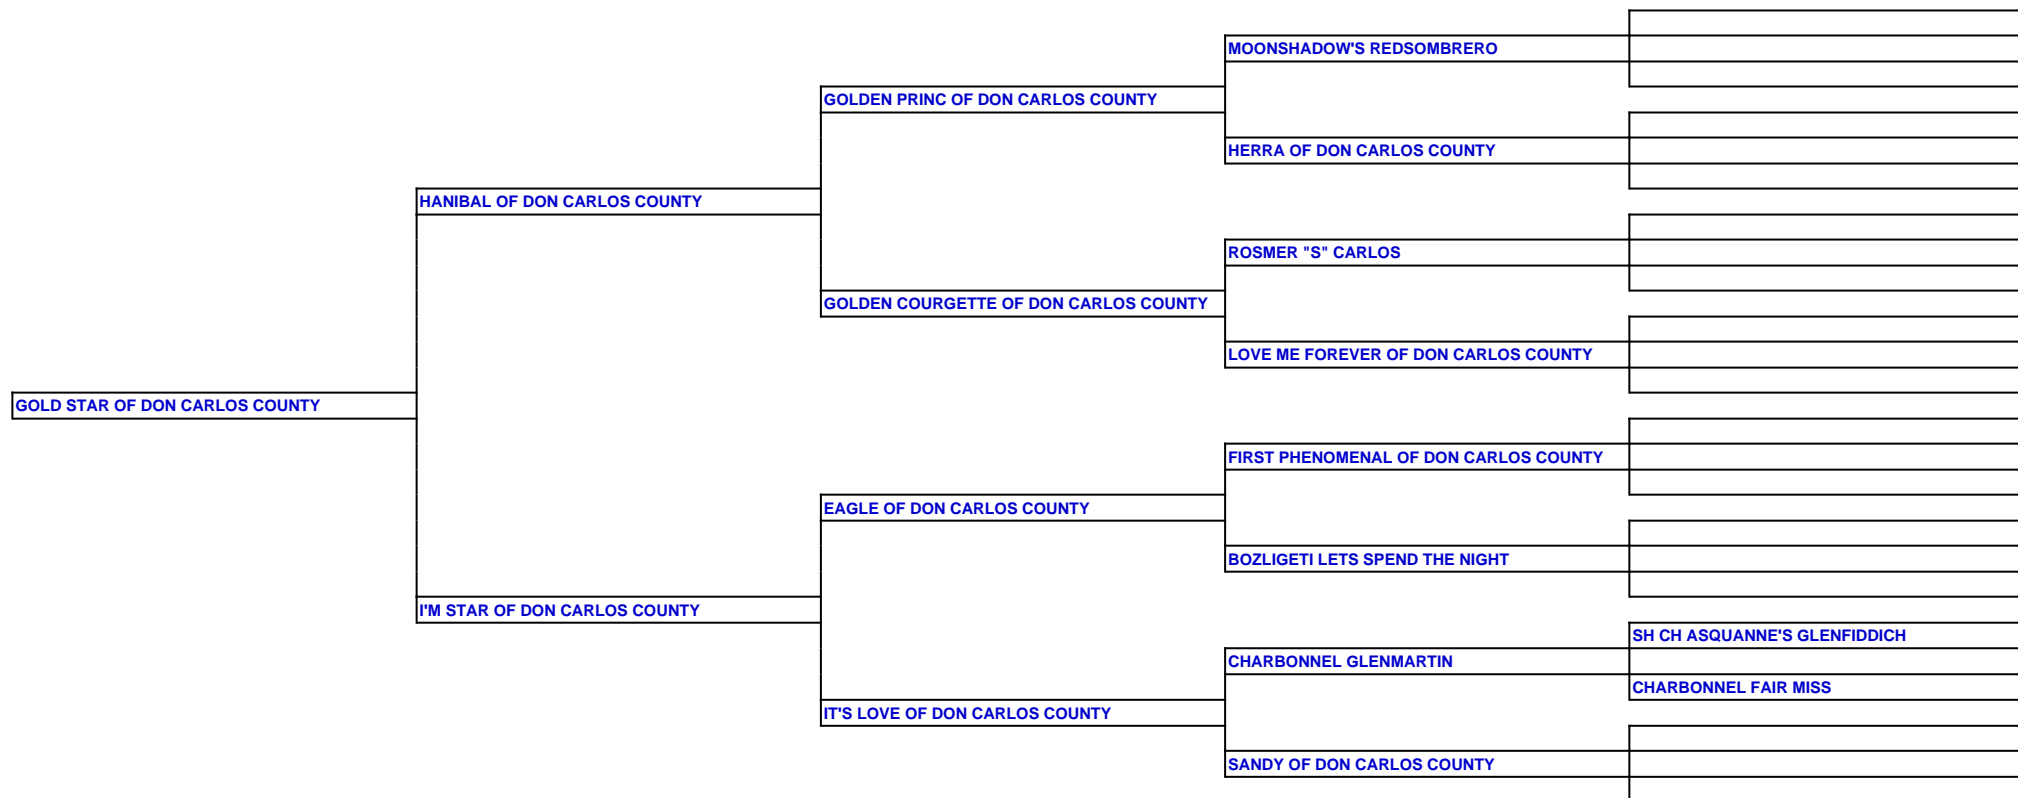 MOONSHADOW'S REDSOMBRERO
GOLDEN PRINC OF DON CARLOS COUNTY
HERRA OF DON CARLOS COUNTY
HANIBAL OF DON CARLOS COUNTY
ROSMER "S" CARLOS
GOLDEN COURGETTE OF DON CARLOS COUNTY
LOVE ME FOREVER OF DON CARLOS COUNTY
GOLD STAR OF DON CARLOS COUNTY
FIRST PHENOMENAL OF DON CARLOS COUNTY
EAGLE OF DON CARLOS COUNTY
BOZLIGETI LETS SPEND THE NIGHT
I'M STAR OF DON CARLOS COUNTY
SH CH ASQUANNE'S GLENFIDDICH
CHARBONNEL GLENMARTIN
CHARBONNEL FAIR MISS
IT'S LOVE OF DON CARLOS COUNTY
SANDY OF DON CARLOS COUNTY